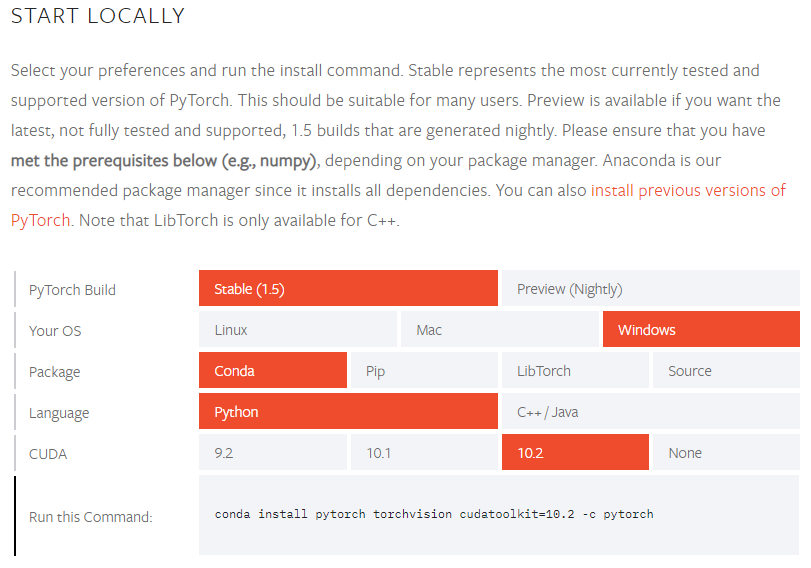 START LOCALLY
Select your preferences and run the install command. Stable represents the most currently tested and
supported version of PyTorch. This should be suitable for many users. Preview is available if you want the
latest, not fully tested and supported, 1.5 builds that are generated nightly. Please ensure that you have
met the prerequisites below (e.g., numpy), depending on your package manager. Anaconda is our
recommended package manager since it installs all dependencies. You can also install previous versions of
PyTorch. Note that LibTorch is only available for C++.
PyTorch Build Stable (1.5) Preview (Nightly)
Your OS Linux Mac Windows
Package Conda Pip LibTorch Source
Language Python C++ / Java
CUDA 9.2 10.1 10.2 None
Run this Command: conda install pytorch torchvision cudatoolkit=10.2 -c pytorch